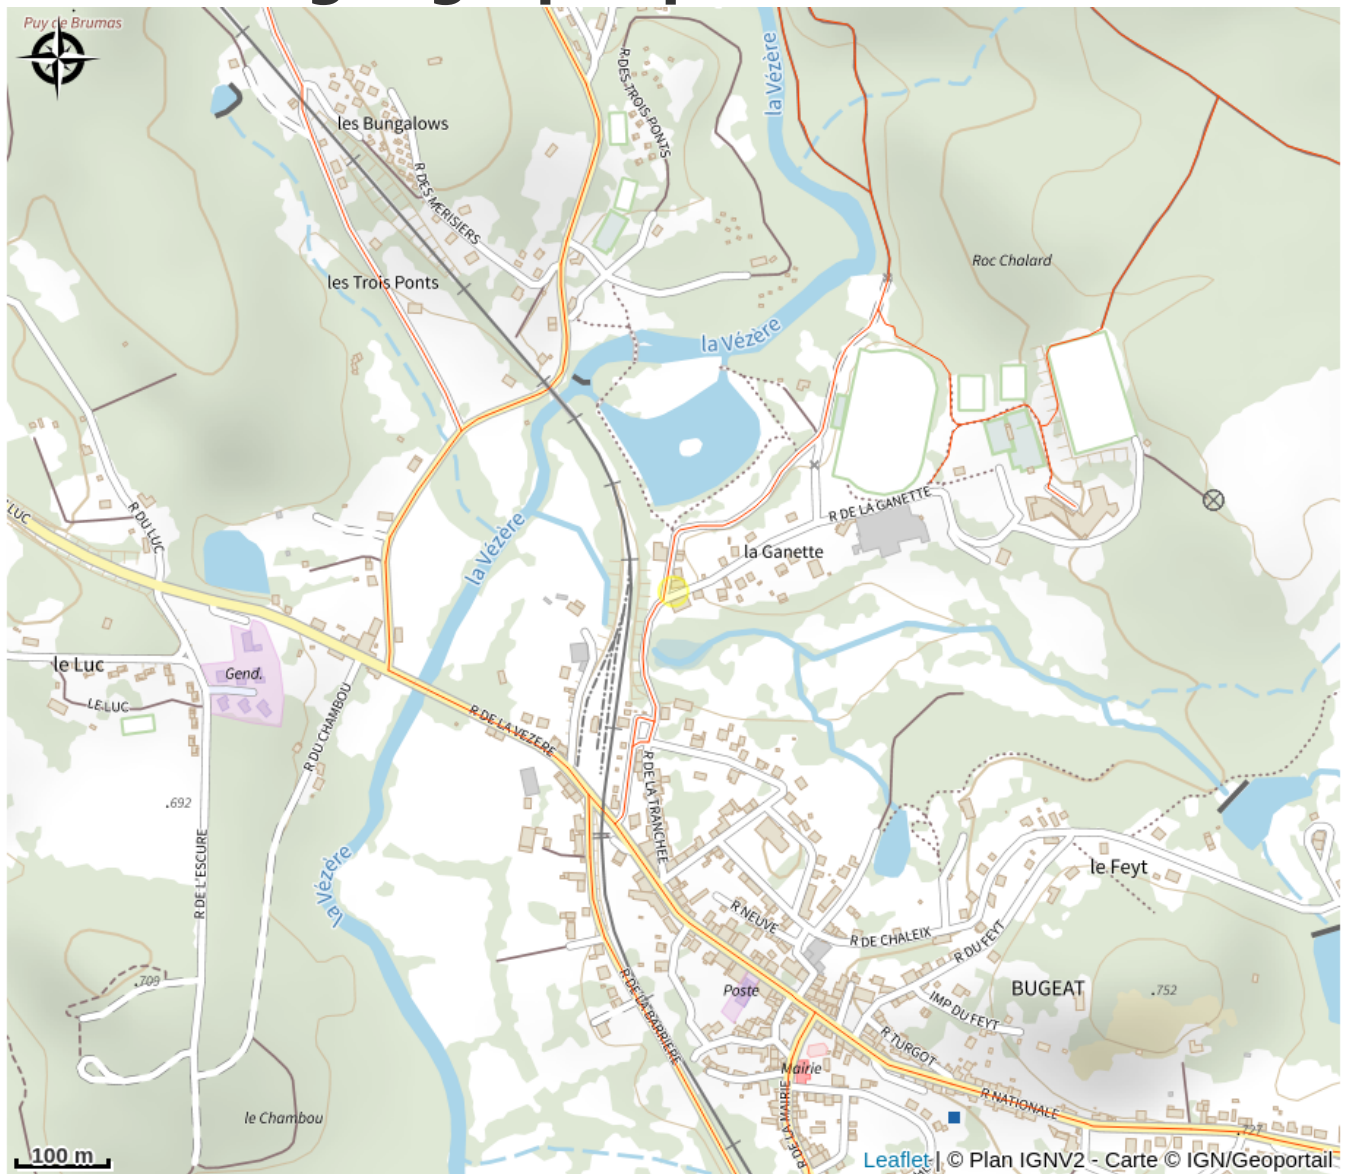 Puy de Brumas
la Vézère
R DES TROIS PONTS
les Bungalows
R DES MERISIERS
Roc Chalard
les Trois Ponts
la Vézère
R DU LUC
LUC
R DE LA GANETTE
la Vézère
la Ganette
le Luc
Gend.
LE LUC
R DU CHAMBOU
R DE LA VEZERE
R DE LA TRANCHEE
.692
R DE L'ESCURE
la Vézère
le Feyt
R NEUVE
R DE CHALEIX
R DU FEYT
.709
Poste
BUGEAT
.752
R DE LA BARRIERE
IMP DU FEYT
R TURGOT
Mairie
R DE LA MAIRIE
R NATIONALE
le Chambou
100 m
Leaflet | © Plan IGNV2 - Carte © IGN/Geoportail